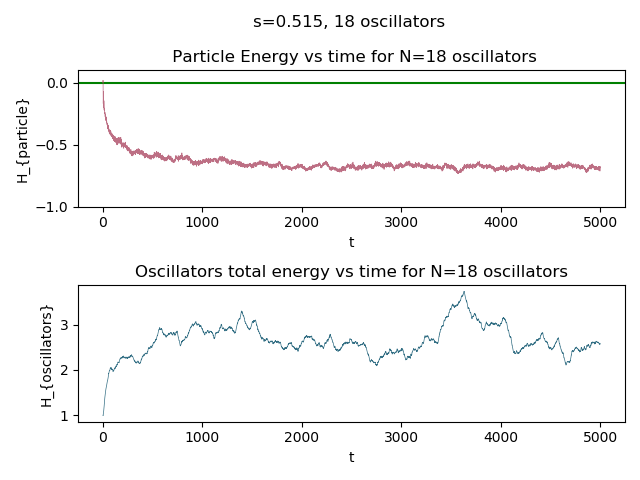 s=0.515, 18 oscillators
Particle Energy vs time for N=18 oscillators
H_{particle}
0.0
−0.5
−1.0
0 1000 2000 3000 4000 5000
t
Oscillators total energy vs time for N=18 oscillators
H_{oscillators}
3
2
1
0 1000 2000 3000 4000 5000
t